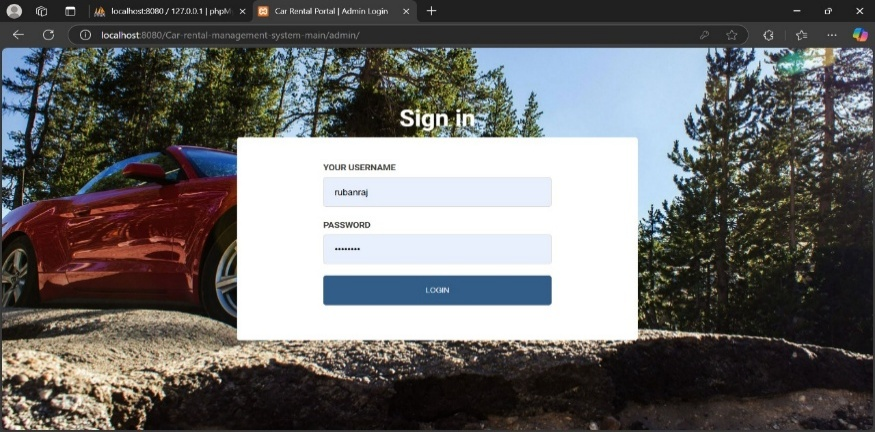 localhost:8080 / 127.0.0.1 | phpM
Car Rental Portal | Admin Login
localhost:8080/Car-rental-management-system-main/admin/
Sign in
YOUR USERNAME
rubanraj
PASSWORD
••••••••
LOGIN